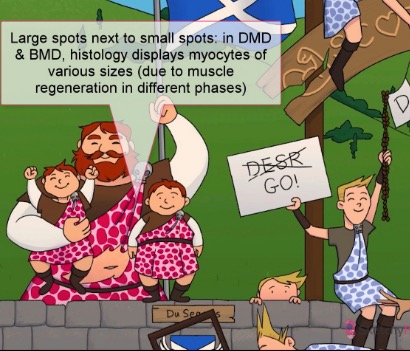 Large spots next to small spots: in DMD
& BMD, histology displays myocytes of
various sizes (due to muscle
regeneration in different phases)
DESR
GO!
D
Du Se